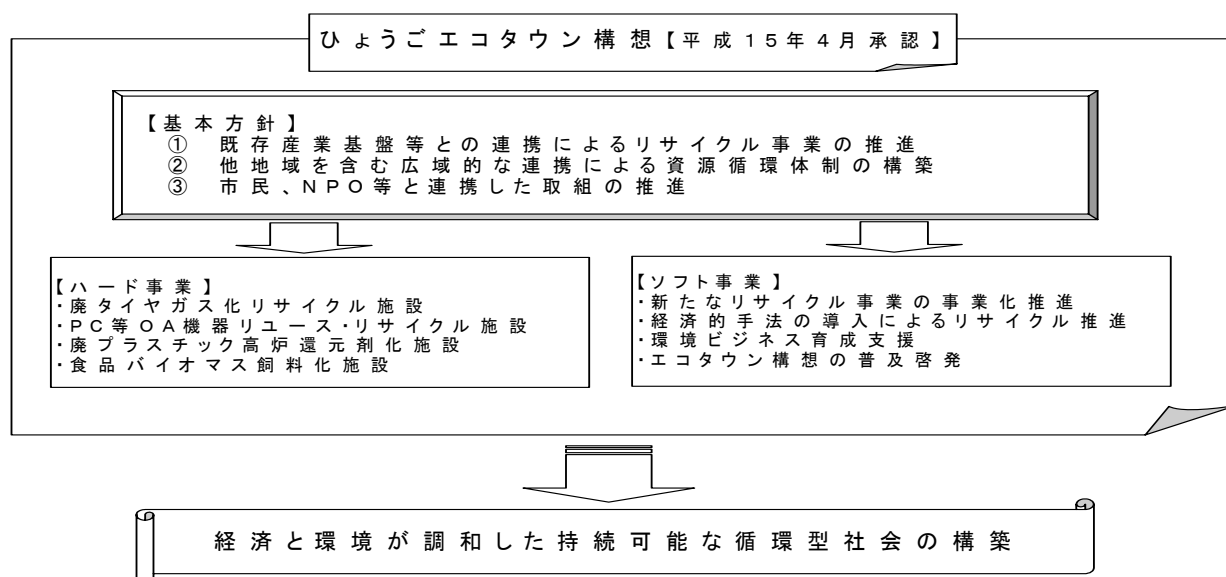 ひょうごエコタウン構想【平成15年4月承認】
【基本方針】
① 既存産業基盤等との連携によるリサイクル事業の推進
② 他地域を含む広域的な連携による資源循環体制の構築
③ 市民、NPO等と連携した取組の推進
【ハード事業】
・廃タイヤガス化リサイクル施設
・PC等OA機器リユース・リサイクル施設
・廃プラスチック高炉還元剤化施設
・食品バイオマス飼料化施設
【ソフト事業】
・新たなリサイクル事業の事業化推進
・経済的手法の導入によるリサイクル推進
・環境ビジネス育成支援
・エコタウン構想の普及啓発
経済と環境が調和した持続可能な循環型社会の構築